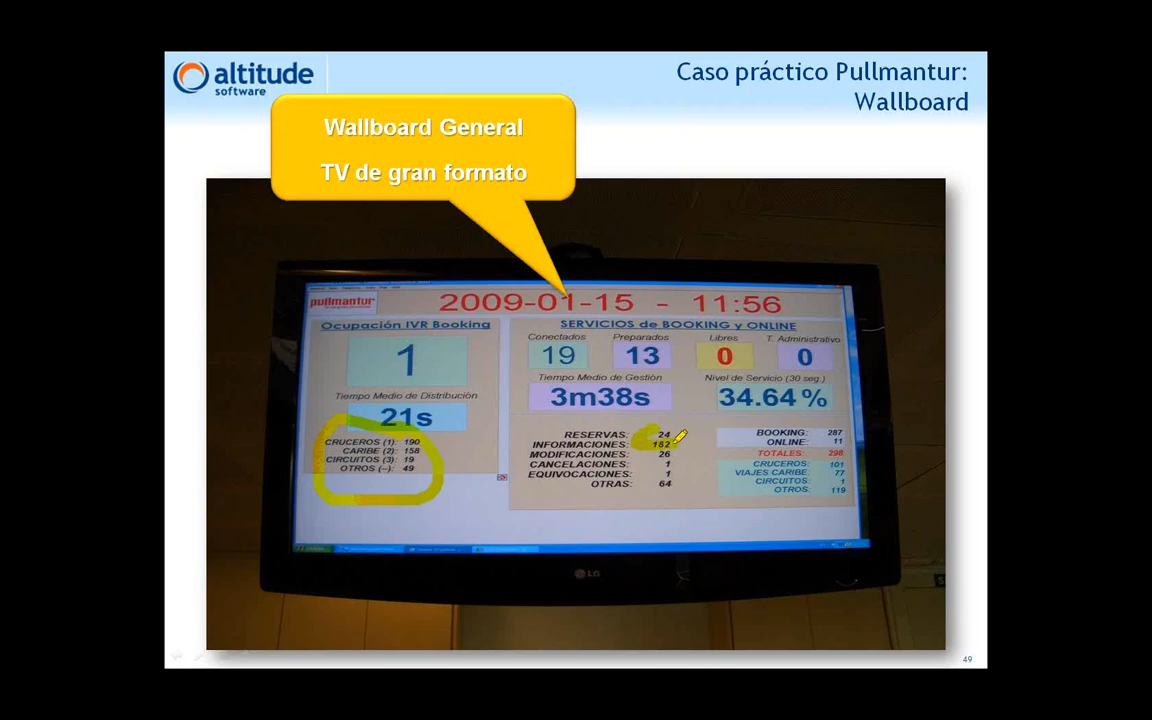 altitude
software
Caso práctico Pullmantur:
Wallboard
Wallboard General
TV de gran formato
pullmantur
2009-01-15 - 11:56
Ocupación IVR Booking
1
Tiempo Medio de Distribución
21s
CRUCEROS (1): 190
CARIBE (2): 158
CIRCUITOS (3): 19
OTROS (--): 49
SERVICIOS de BOOKING y ONLINE
Conectados Preparados Libres T. Administrativo
19 13 0 0
Tiempo Medio de Gestión Nivel de Servicio (30 seg.)
3m38s 34.64%
RESERVAS: 24
INFORMACIONES: 182
MODIFICACIONES: 26
CANCELACIONES: 1
EQUIVOCACIONES: 1
OTRAS: 64
BOOKING: 287
ONLINE: 11
TOTALES: 298
CRUCEROS: 101
VIAJES CARIBE: 77
CIRCUITOS: 1
OTROS: 119
LG
49